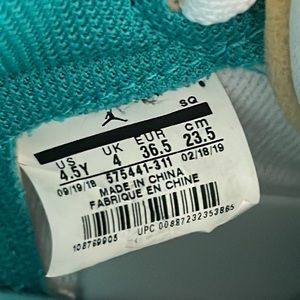 SQ
US UK EUR cm
4.5Y 4 36.5 23.5
09/19/18 575441-311 02/18/19
MADE IN CHINA
FABRIQUE EN CHINE
108769905 UPC 00887232353865